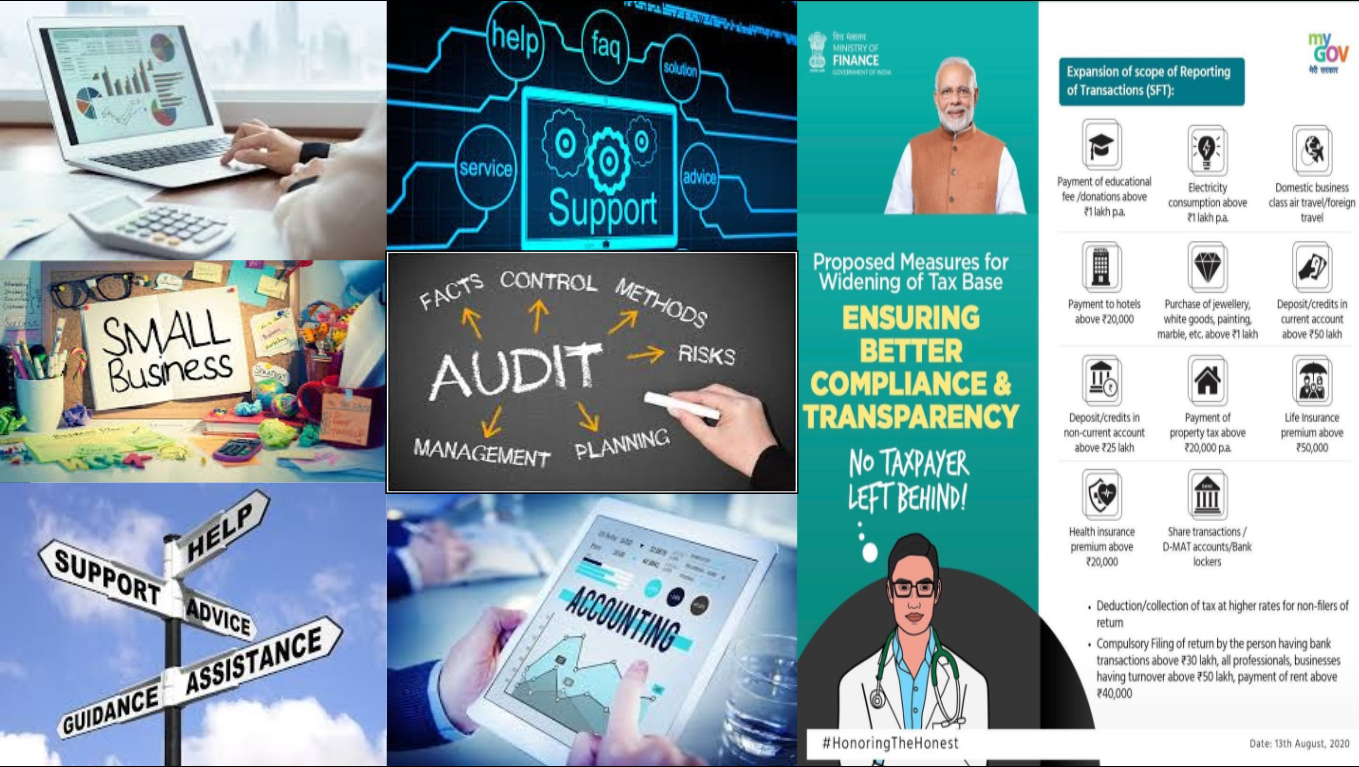 help
faq
solution
service
advice
Support
SMALL
Business
STRATEGY
FACTS
CONTROL
METHODS
AUDIT
RISKS
MANAGEMENT
PLANNING
HELP
SUPPORT
ADVICE
ASSISTANCE
GUIDANCE
ACCOUNTING
वित्त मंत्रालय
MINISTRY OF
FINANCE
GOVERNMENT OF INDIA
Proposed Measures for
Widening of Tax Base
ENSURING
BETTER
COMPLIANCE &
TRANSPARENCY
NO TAXPAYER
LEFT BEHIND!
#HonoringTheHonest
my
GOV
मेरी सरकार
Expansion of scope of Reporting
of Transactions (SFT):
Payment of educational
fee /donations above
₹1 lakh p.a.
Electricity
consumption above
₹1 lakh p.a.
Domestic business
class air travel/foreign
travel
HOTEL
Payment to hotels
above ₹20,000
Purchase of jewellery,
white goods, painting,
marble, etc. above ₹1 lakh
Deposit/credits in
current account
above ₹50 lakh
Deposit/credits in
non-current account
above ₹25 lakh
Payment of
property tax above
₹20,000 p.a.
Life Insurance
premium above
₹50,000
Health insurance
premium above
₹20,000
Share transactions /
D-MAT accounts/Bank
lockers
• Deduction/collection of tax at higher rates for non-filers of
return
• Compulsory Filing of return by the person having bank
transactions above ₹30 lakh, all professionals, businesses
having turnover above ₹50 lakh, payment of rent above
₹40,000
Date: 13th August, 2020